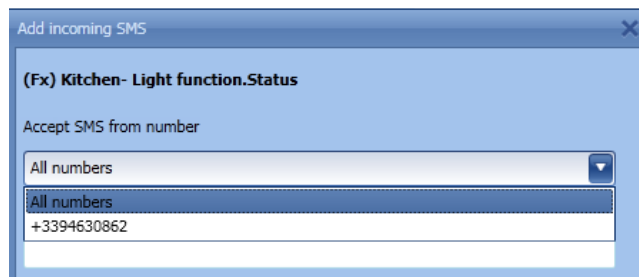 Add incoming SMS
(Fx) Kitchen- Light function.Status
Accept SMS from number
All numbers
All numbers
+3394630862